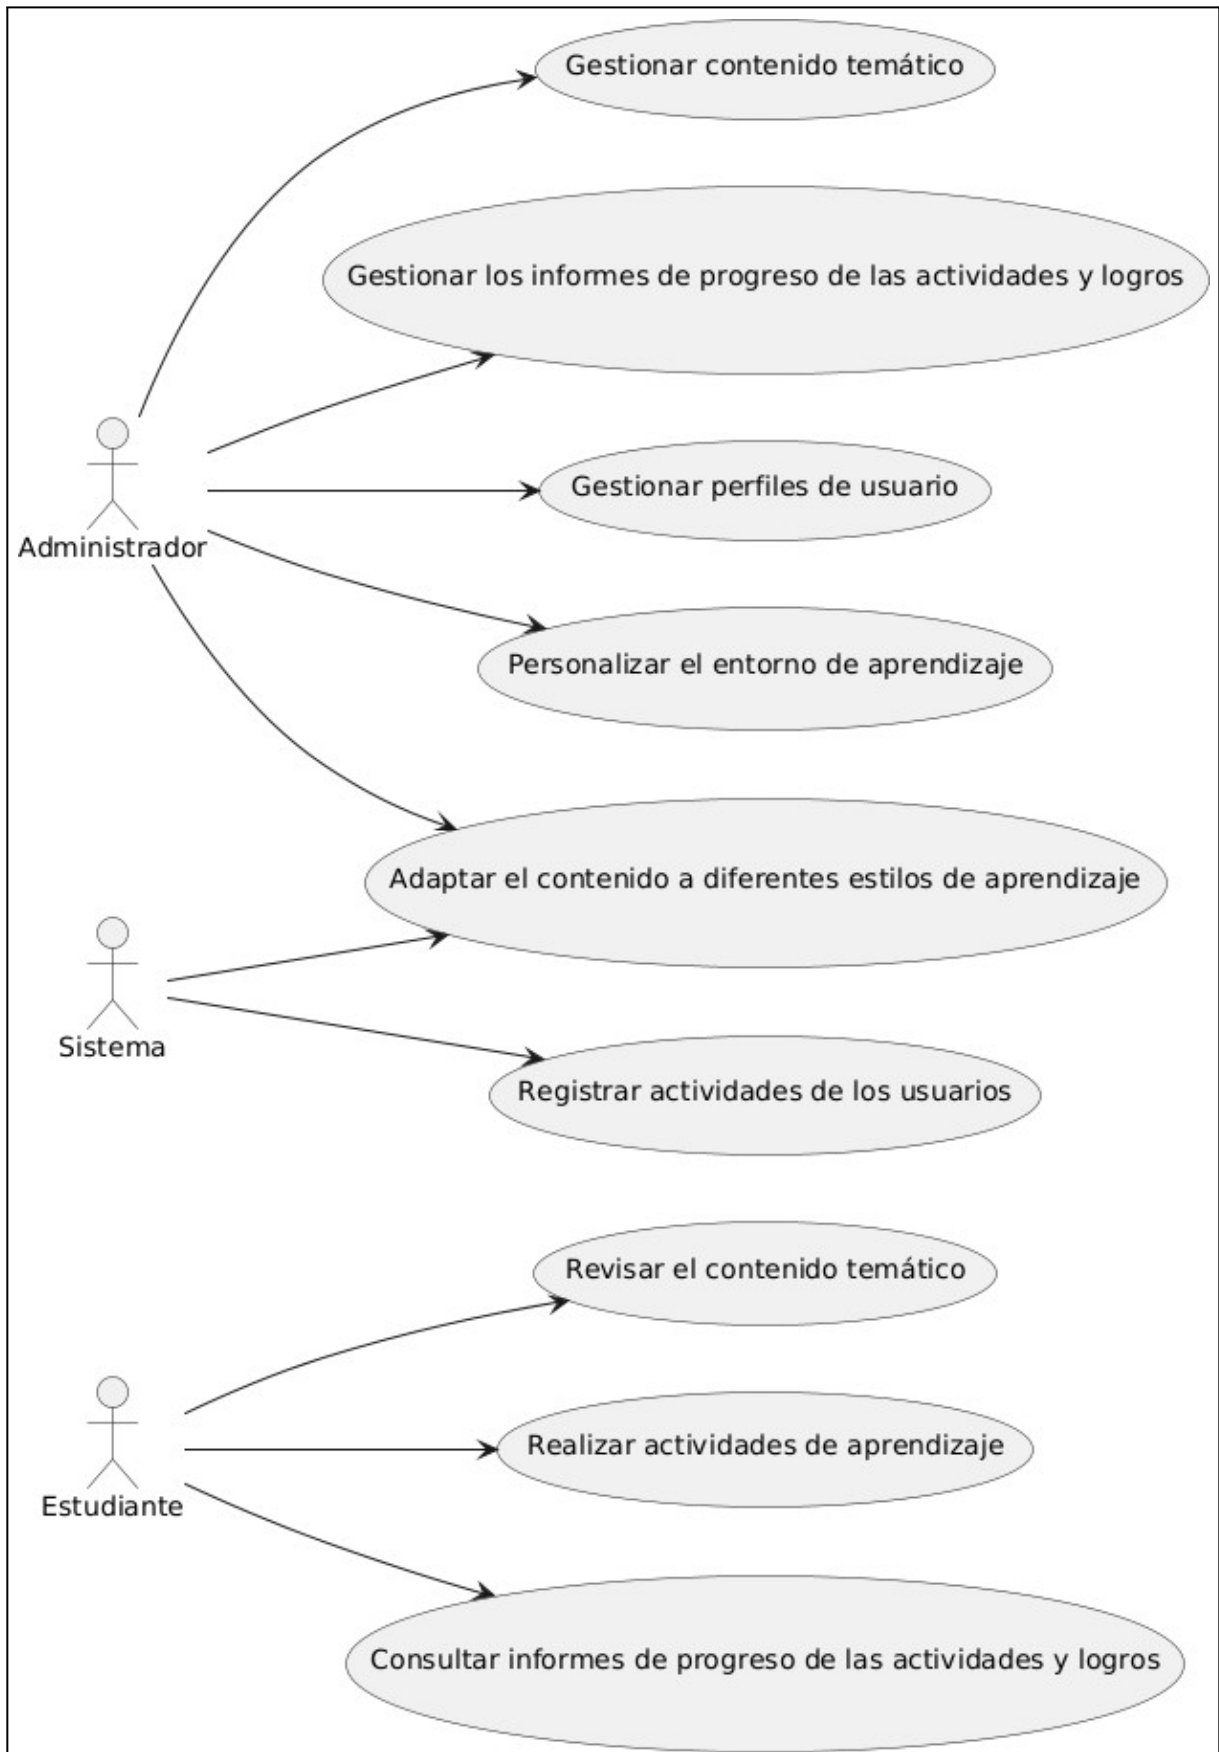 Gestionar contenido temático
Gestionar los informes de progreso de las actividades y logros
Gestionar perfiles de usuario
Administrador
Personalizar el entorno de aprendizaje
Adaptar el contenido a diferentes estilos de aprendizaje
Sistema
Registrar actividades de los usuarios
Revisar el contenido temático
Realizar actividades de aprendizaje
Estudiante
Consultar informes de progreso de las actividades y logros